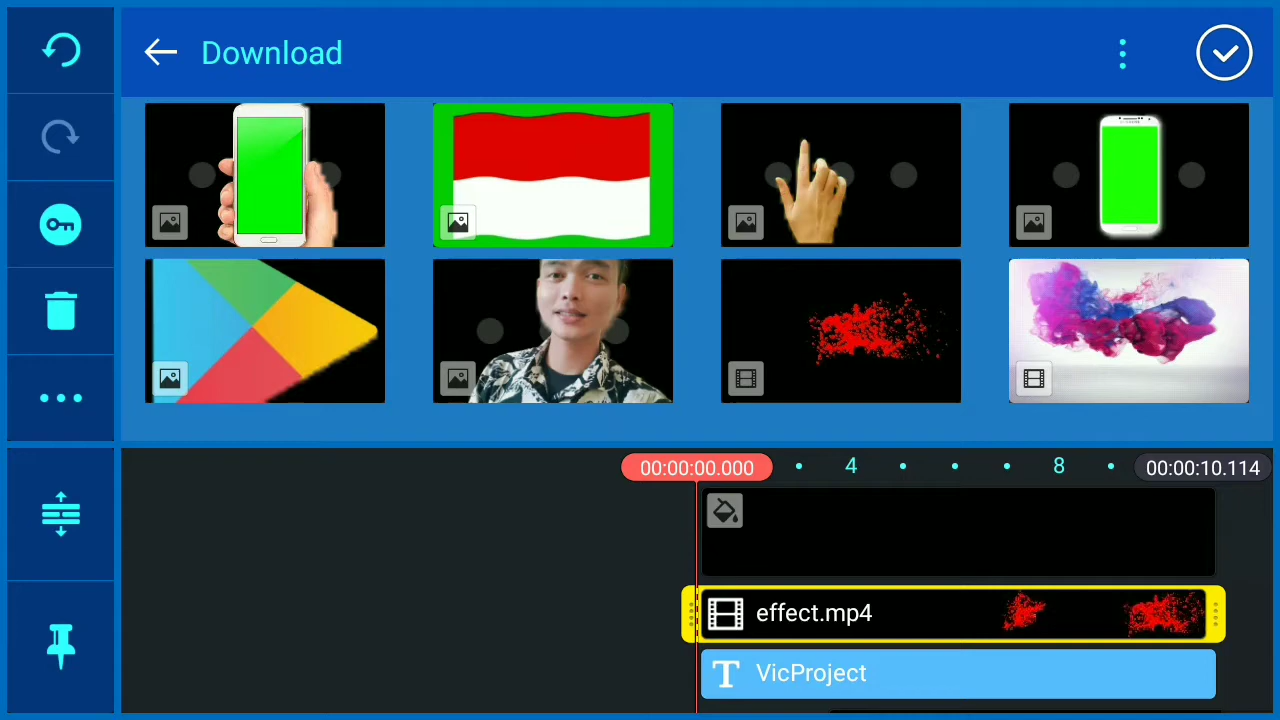 Download
00:00:00.000
4
8
00:00:10.114
effect.mp4
T VicProject